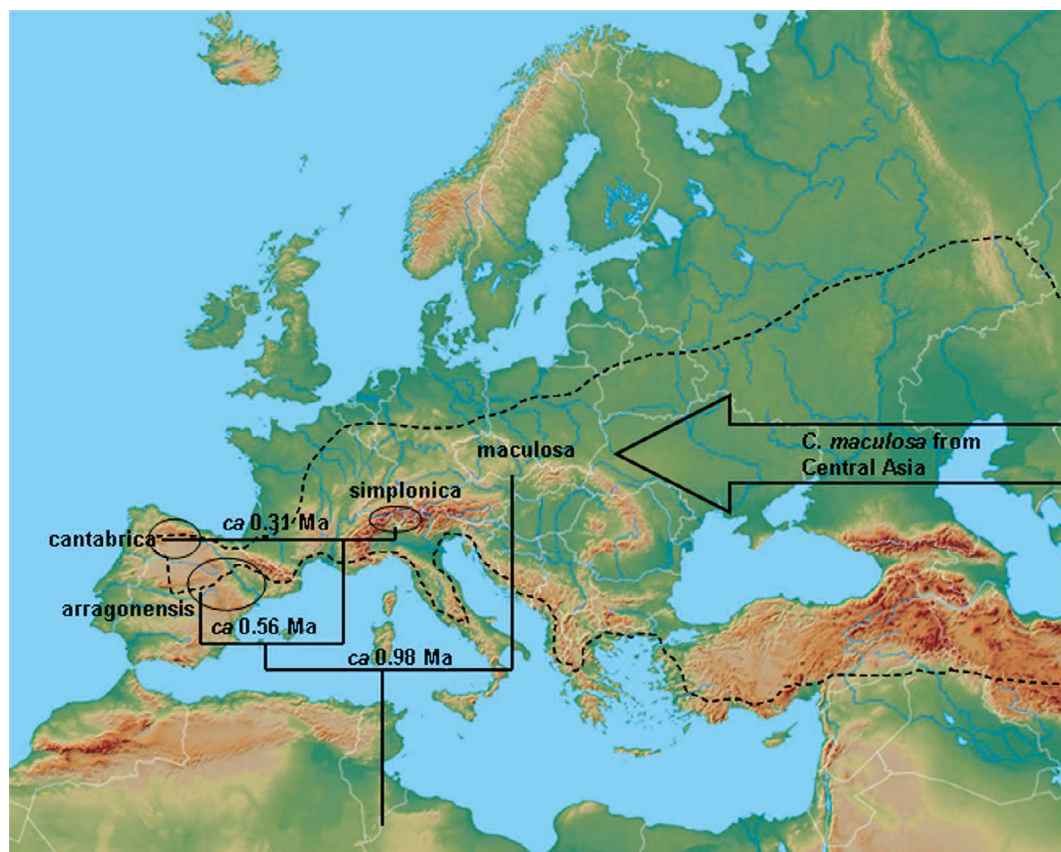 maculosa
C. maculosa from
Central Asia
simplonica
ca 0.31 Ma
cantabrica
arragonensis
ca 0.56 Ma
ca 0.98 Ma